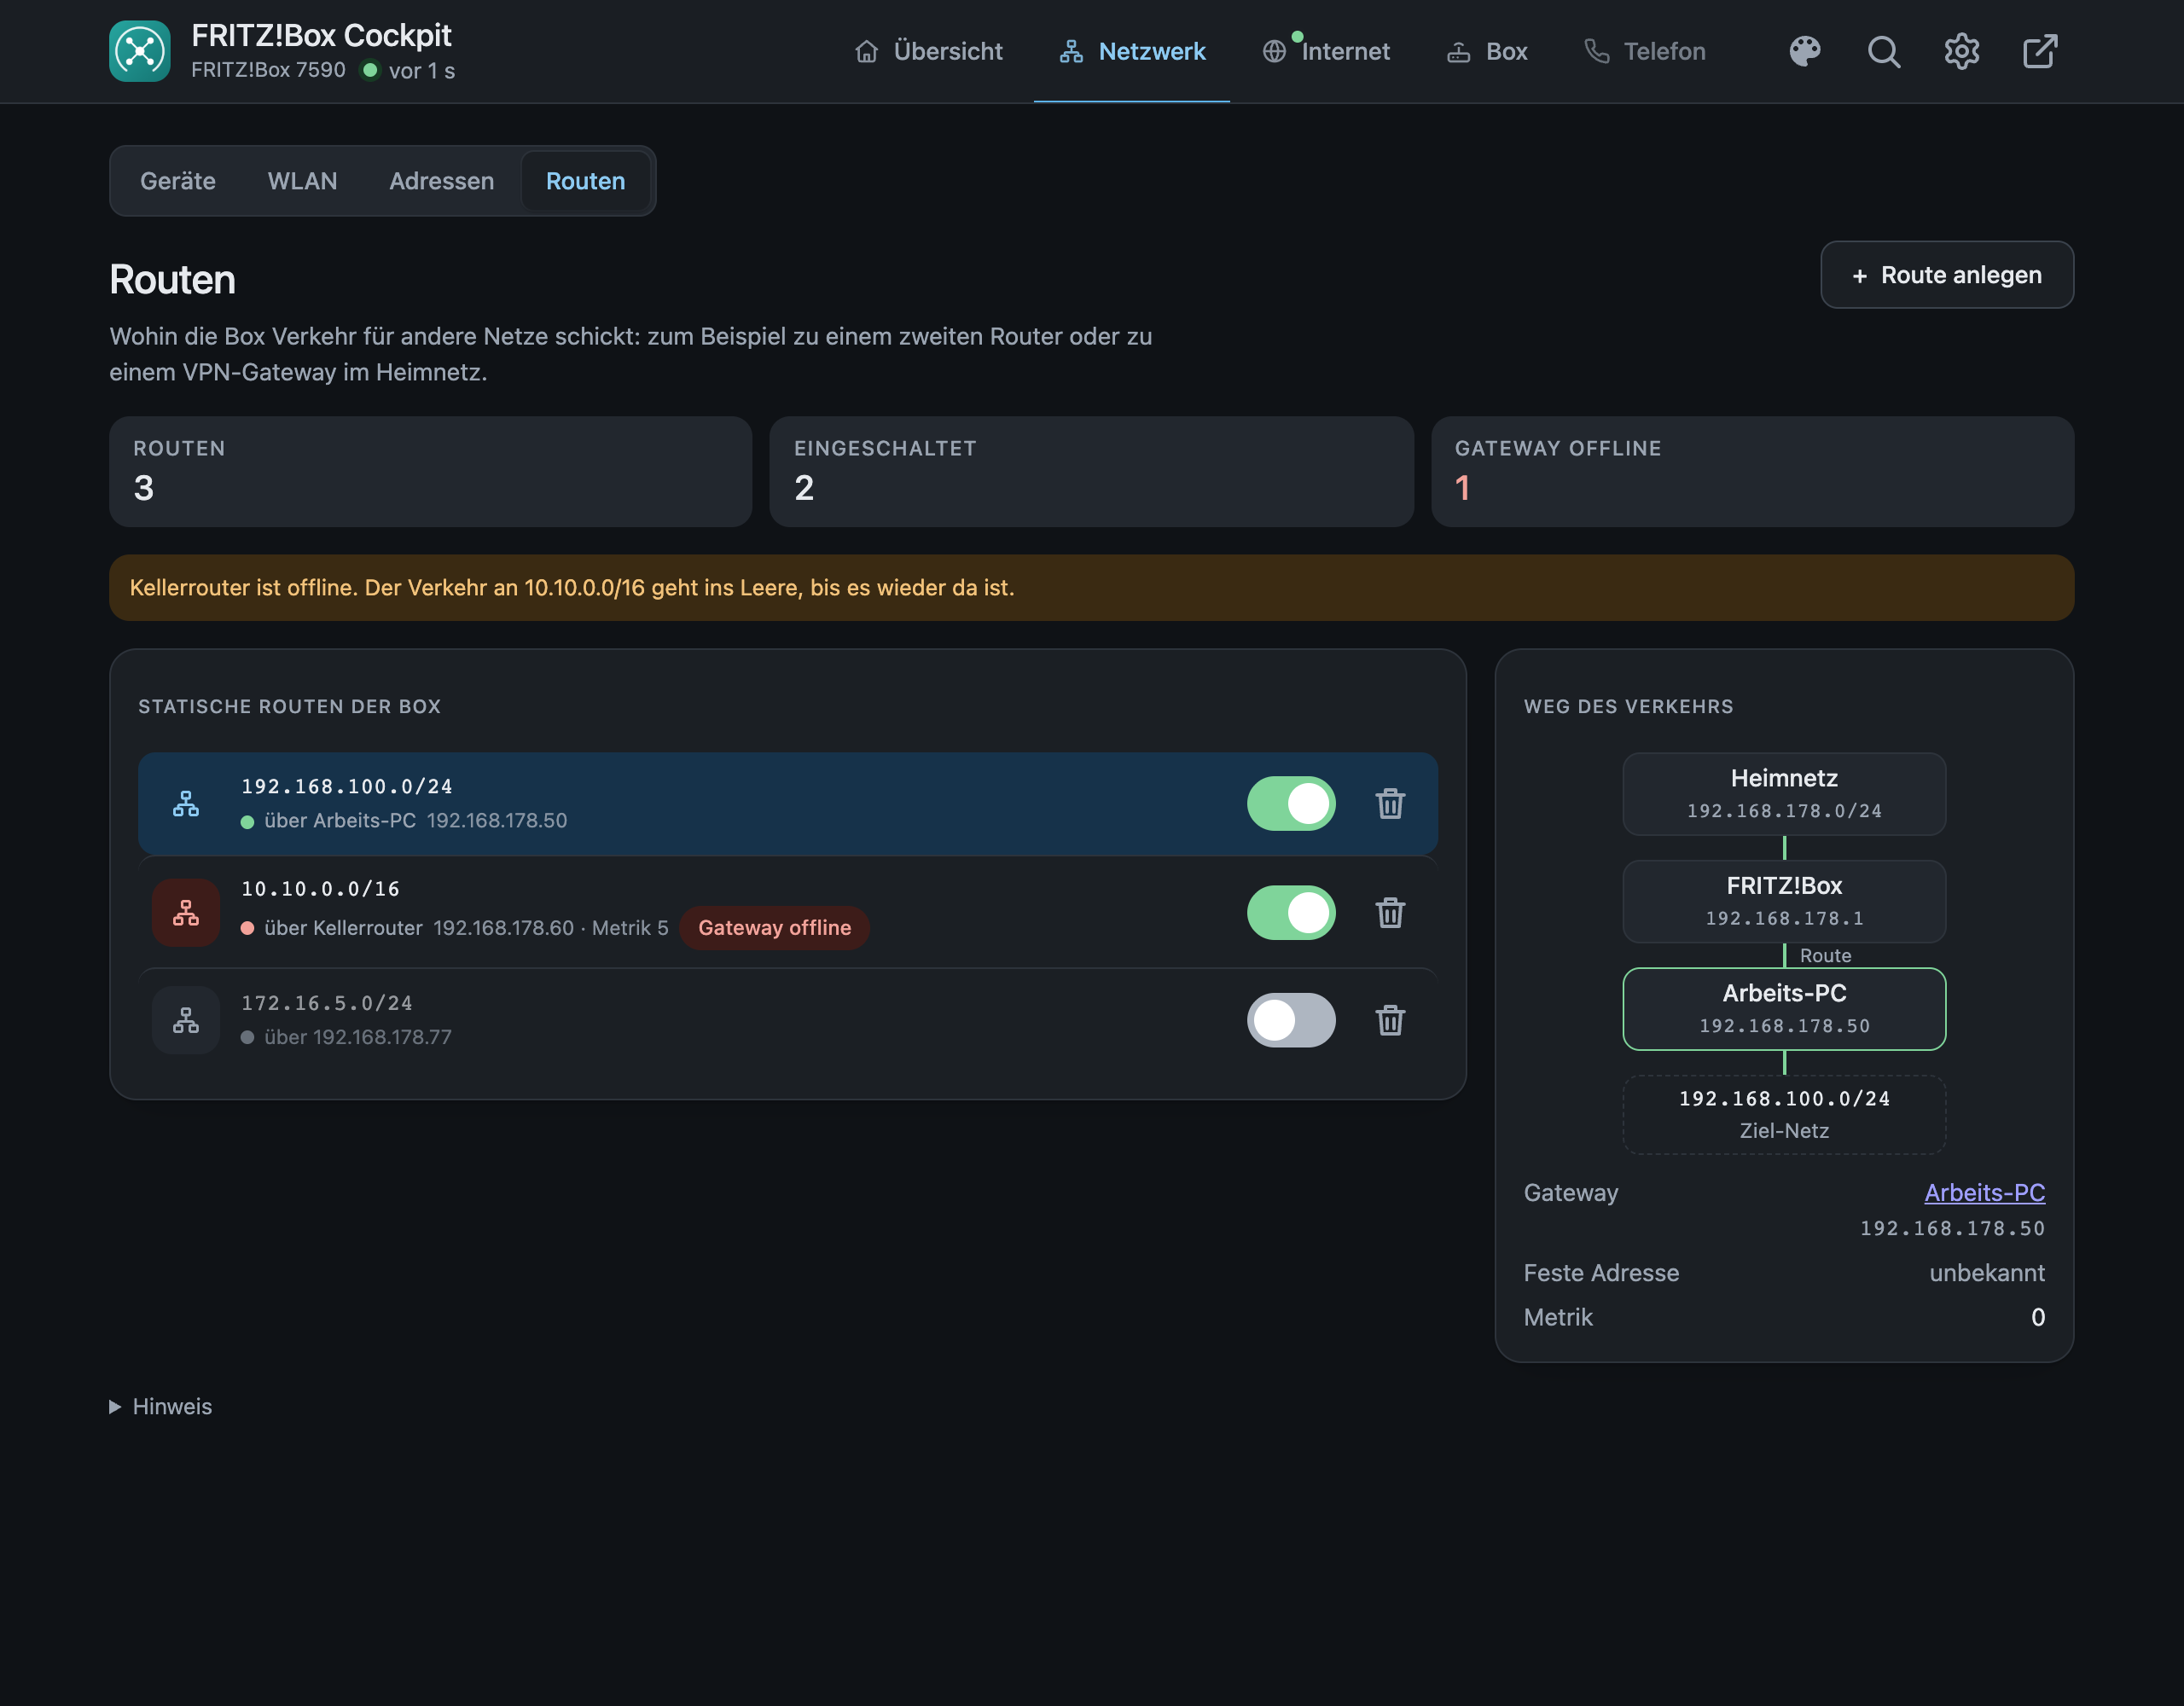 FRITZ!Box Cockpit
FRITZ!Box 7590 vor 1 s
Übersicht
Netzwerk
Internet
Box
Telefon
Geräte
WLAN
Adressen
Routen
Routen
+ Route anlegen
Wohin die Box Verkehr für andere Netze schickt: zum Beispiel zu einem zweiten Router oder zu
einem VPN-Gateway im Heimnetz.
ROUTEN
3
EINGESCHALTET
2
GATEWAY OFFLINE
1
Kellerrouter ist offline. Der Verkehr an 10.10.0.0/16 geht ins Leere, bis es wieder da ist.
STATISCHE ROUTEN DER BOX
192.168.100.0/24
über Arbeits-PC 192.168.178.50
10.10.0.0/16
über Kellerrouter 192.168.178.60 · Metrik 5 Gateway offline
172.16.5.0/24
über 192.168.178.77
WEG DES VERKEHRS
Heimnetz
192.168.178.0/24
FRITZ!Box
192.168.178.1
Route
Arbeits-PC
192.168.178.50
192.168.100.0/24
Ziel-Netz
Gateway Arbeits-PC
192.168.178.50
Feste Adresse unbekannt
Metrik 0
Hinweis